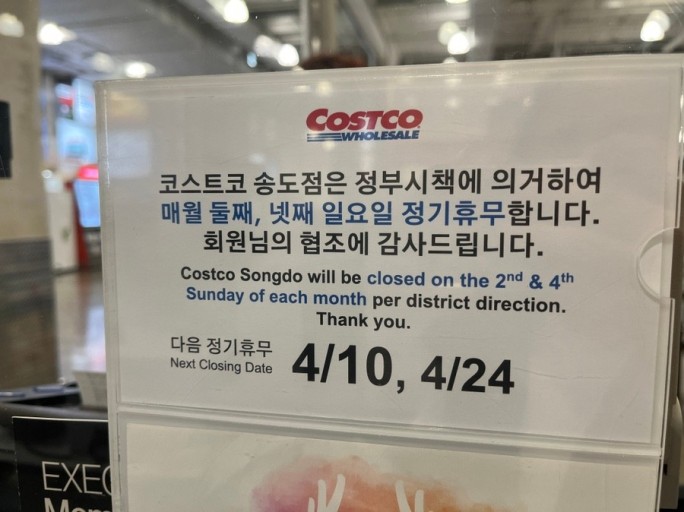 COSTCO
WHOLESALE
코스트코 송도점은 정부시책에 의거하여
매월 둘째, 넷째 일요일 정기휴무합니다.
회원님의 협조에 감사드립니다.
Costco Songdo will be closed on the 2nd & 4th
Sunday of each month per district direction.
Thank you.
다음 정기휴무
Next Closing Date
4/10, 4/24